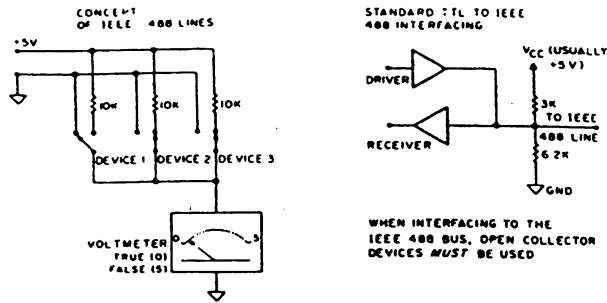 CONCEPT
OF IEEE 488 LINES
+5V
10K
10K
10K
DEVICE 1
DEVICE 2
DEVICE 3
VOLTMETER
TRUE (0)
FALSE (5)
0
5
STANDARD TTL TO IEEE
488 INTERFACING
DRIVER
RECEIVER
VCC (USUALLY
+5V)
3K
TO IEEE
488 LINE
6.2K
GND
WHEN INTERFACING TO THE
IEEE 488 BUS, OPEN COLLECTOR
DEVICES MUST BE USED